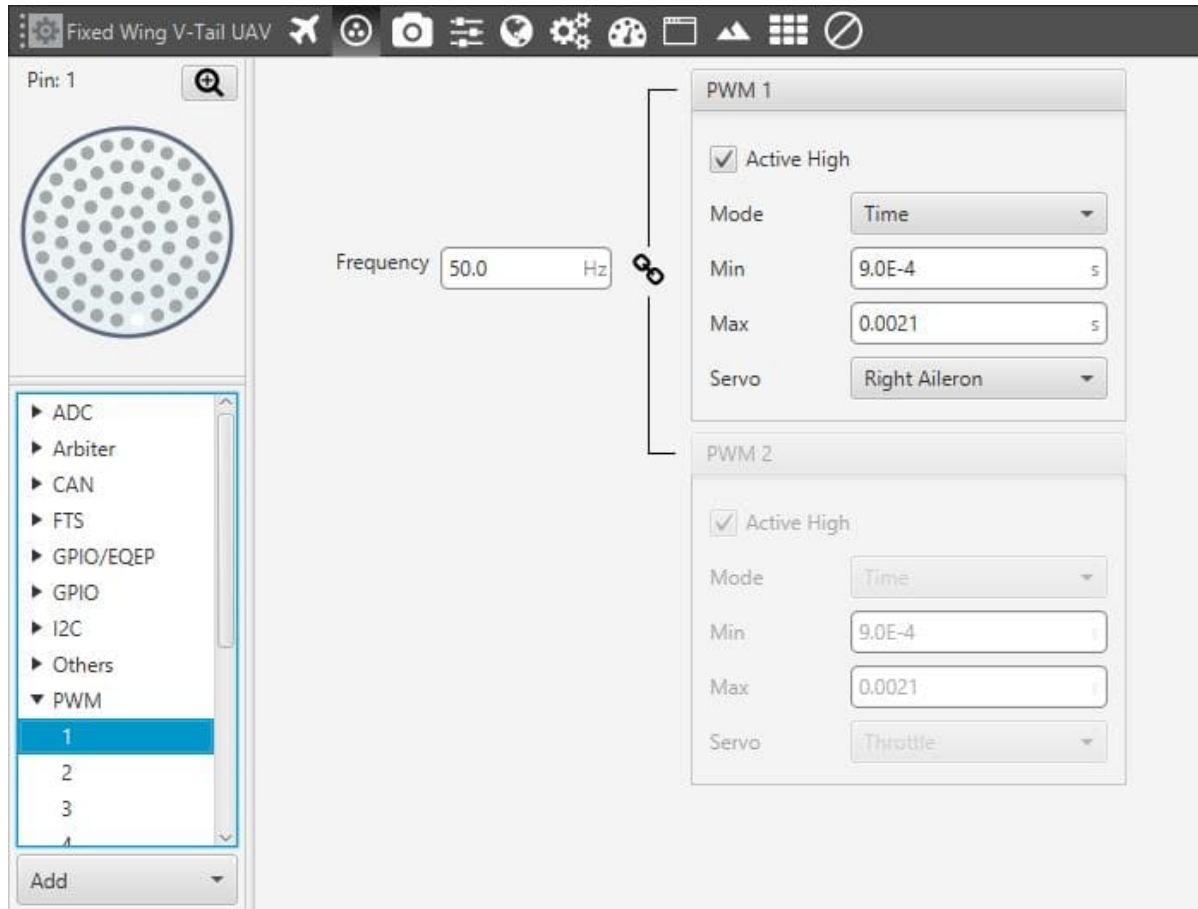 Fixed Wing V-Tail UAV
Pin: 1
ADC
Arbiter
CAN
FTS
GPIO/EQEP
GPIO
I2C
Others
PWM
1
2
3
4
Add
Frequency 50.0 Hz
PWM 1
Active High
Mode Time
Min 9.0E-4 s
Max 0.0021 s
Servo Right Aileron
PWM 2
Active High
Mode Time
Min 9.0E-4 s
Max 0.0021 s
Servo Throttle